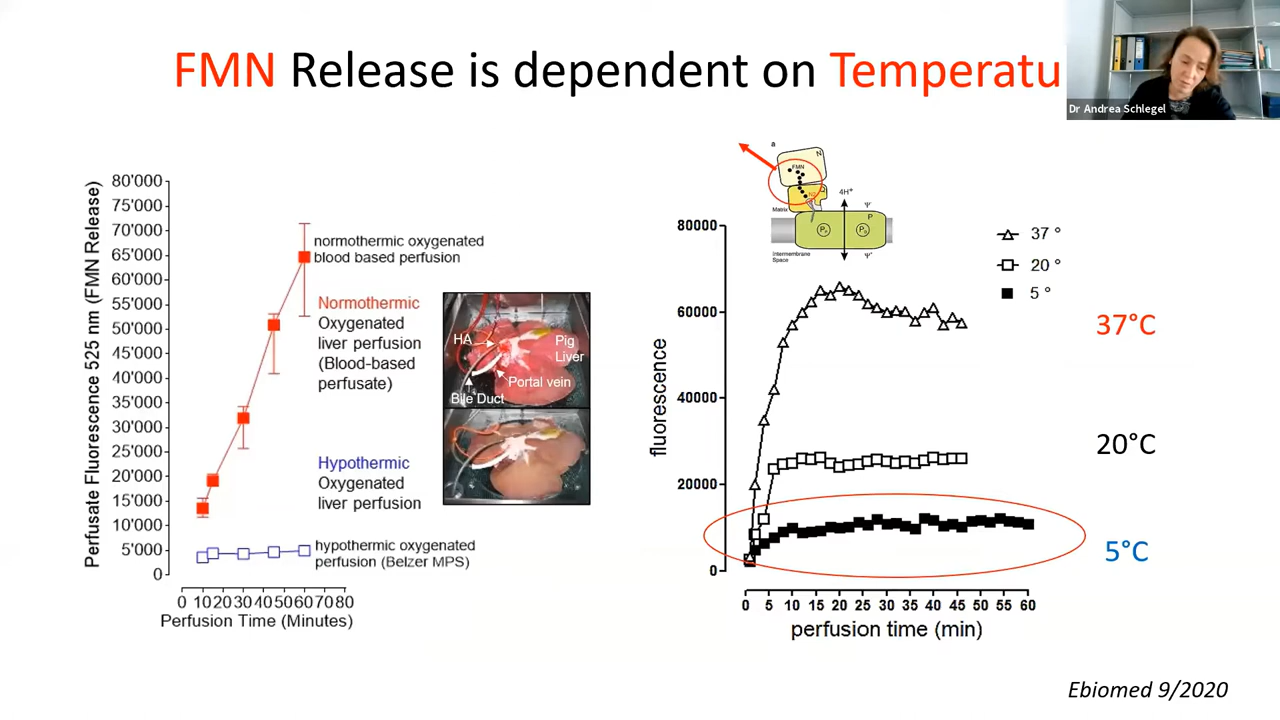 FMN Release is dependent on Temperatu
Dr Andrea Schlegel
Perfusate Fluorescence 525 nm (FMN Release)
80'000
75'000
70'000
65'000
60'000
55'000
50'000
45'000
40'000
35'000
30'000
25'000
20'000
15'000
10'000
5'000
0
normothermic oxygenated
blood based perfusion
Normothermic
Oxygenated
liver perfusion
(Blood-based
perfusate)
Hypothermic
Oxygenated
liver perfusion
hypothermic oxygenated
perfusion (Belzer MPS)
0 10 20 30 40 50 60 70 80
Perfusion Time (Minutes)
HA
Pig
Liver
Portal vein
Bile Duct
a
N
FMN
Q
4H⁺
Matrix
Ψ⁻
P
Intermembrane
Space
Ψ⁺
fluorescence
80000
60000
40000
20000
0
37 °
20 °
5 °
0 5 10 15 20 25 30 35 40 45 50 55 60
perfusion time (min)
37°C
20°C
5°C
Ebiomed 9/2020